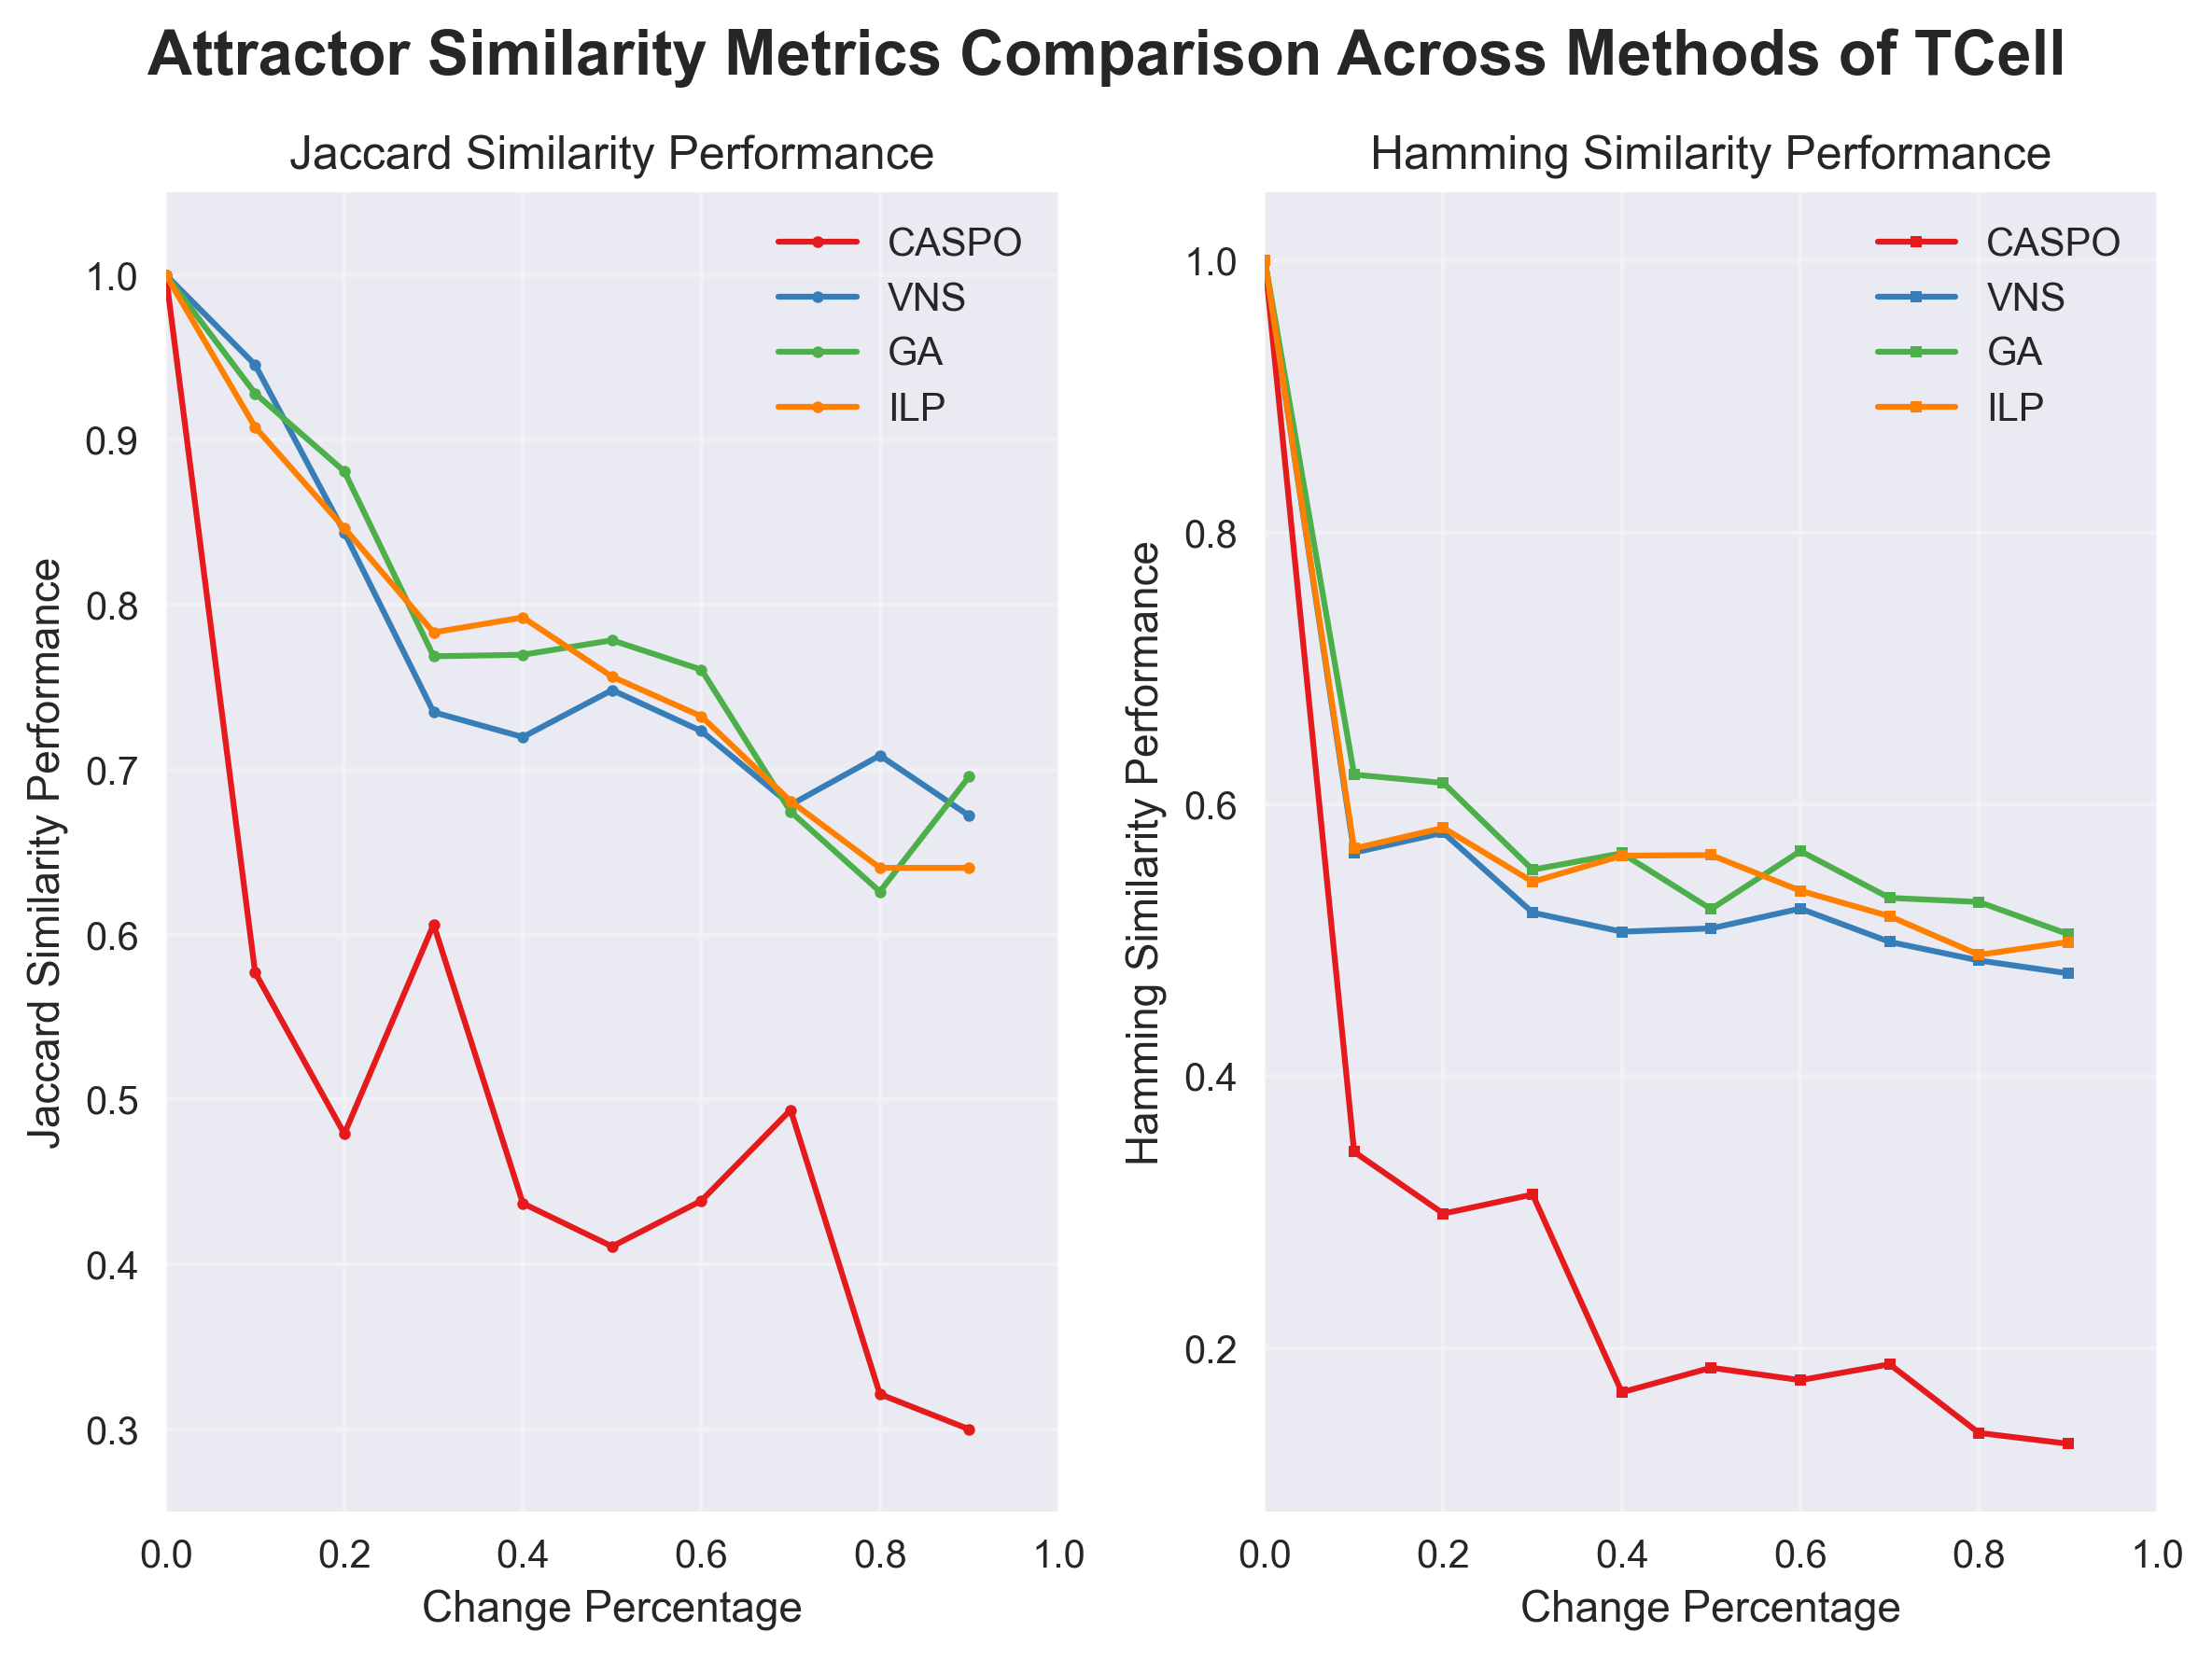 Attractor Similarity Metrics Comparison Across Methods of TCell
Jaccard Similarity Performance
Jaccard Similarity Performance
1.0
0.9
0.8
0.7
0.6
0.5
0.4
0.3
0.0 0.2 0.4 0.6 0.8 1.0
Change Percentage
CASPO
VNS
GA
ILP
Hamming Similarity Performance
Hamming Similarity Performance
1.0
0.8
0.6
0.4
0.2
0.0 0.2 0.4 0.6 0.8 1.0
Change Percentage
CASPO
VNS
GA
ILP